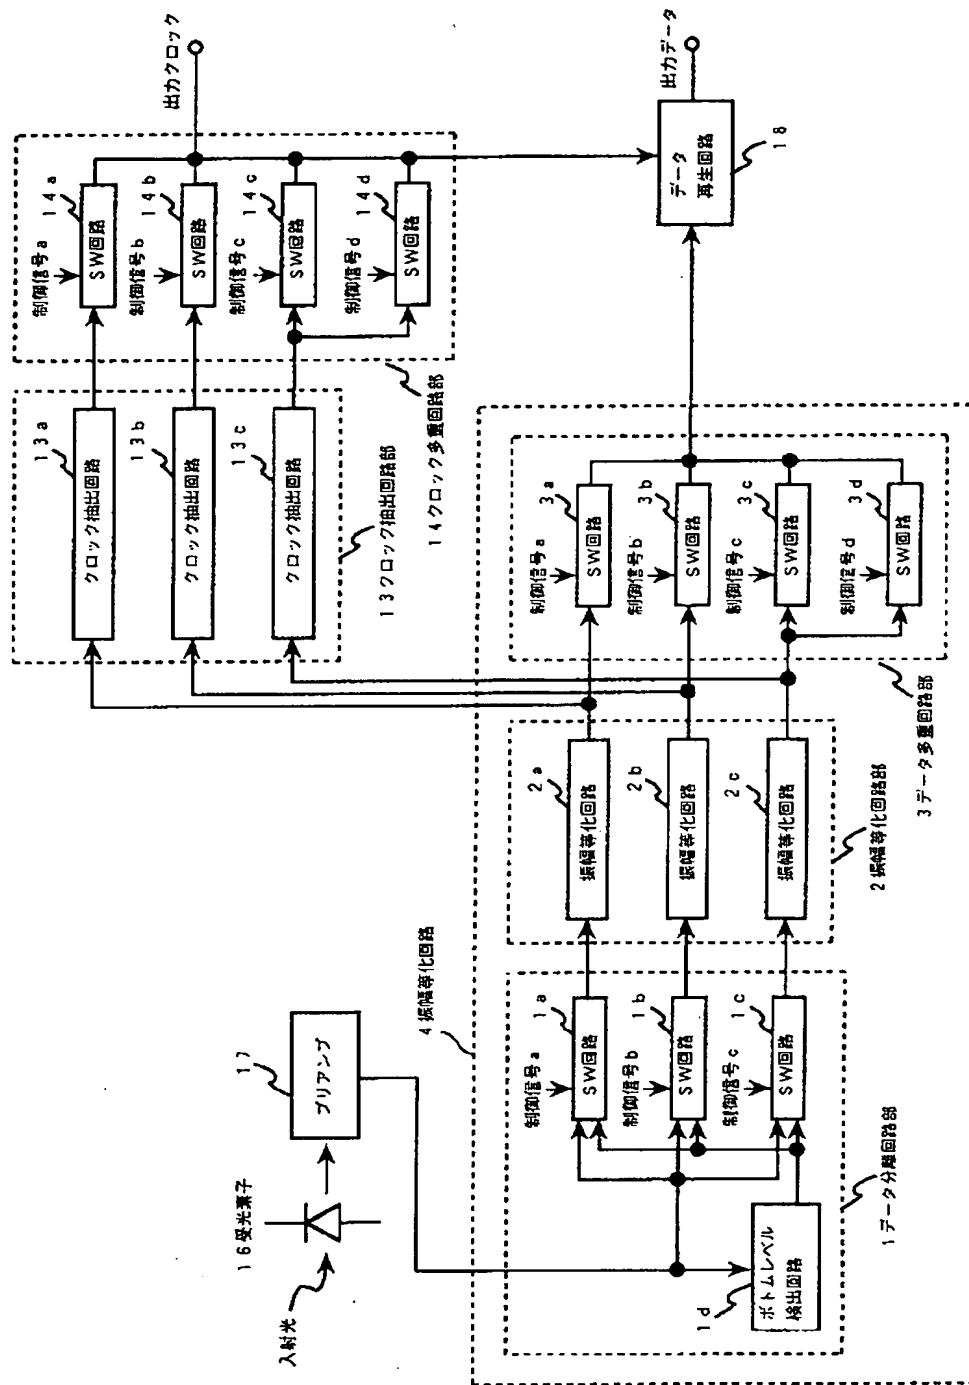 入射光
16受光素子
17
プリアンプ
4振幅等化回路
1データ分離回路部
1d
ボトムレベル
検出回路
制御信号a
1a
SW回路
制御信号b
1b
SW回路
制御信号c
1c
SW回路
2振幅等化回路部
2a
振幅等化回路
2b
振幅等化回路
2c
振幅等化回路
3データ多重回路部
制御信号a
3a
SW回路
制御信号b
3b
SW回路
制御信号c
3c
SW回路
制御信号d
3d
SW回路
13クロック抽出回路部
13a
クロック抽出回路
13b
クロック抽出回路
13c
クロック抽出回路
14クロック多重回路部
制御信号a
14a
SW回路
制御信号b
14b
SW回路
制御信号c
14c
SW回路
制御信号d
14d
SW回路
出力クロック
データ
再生回路
18
出力データ